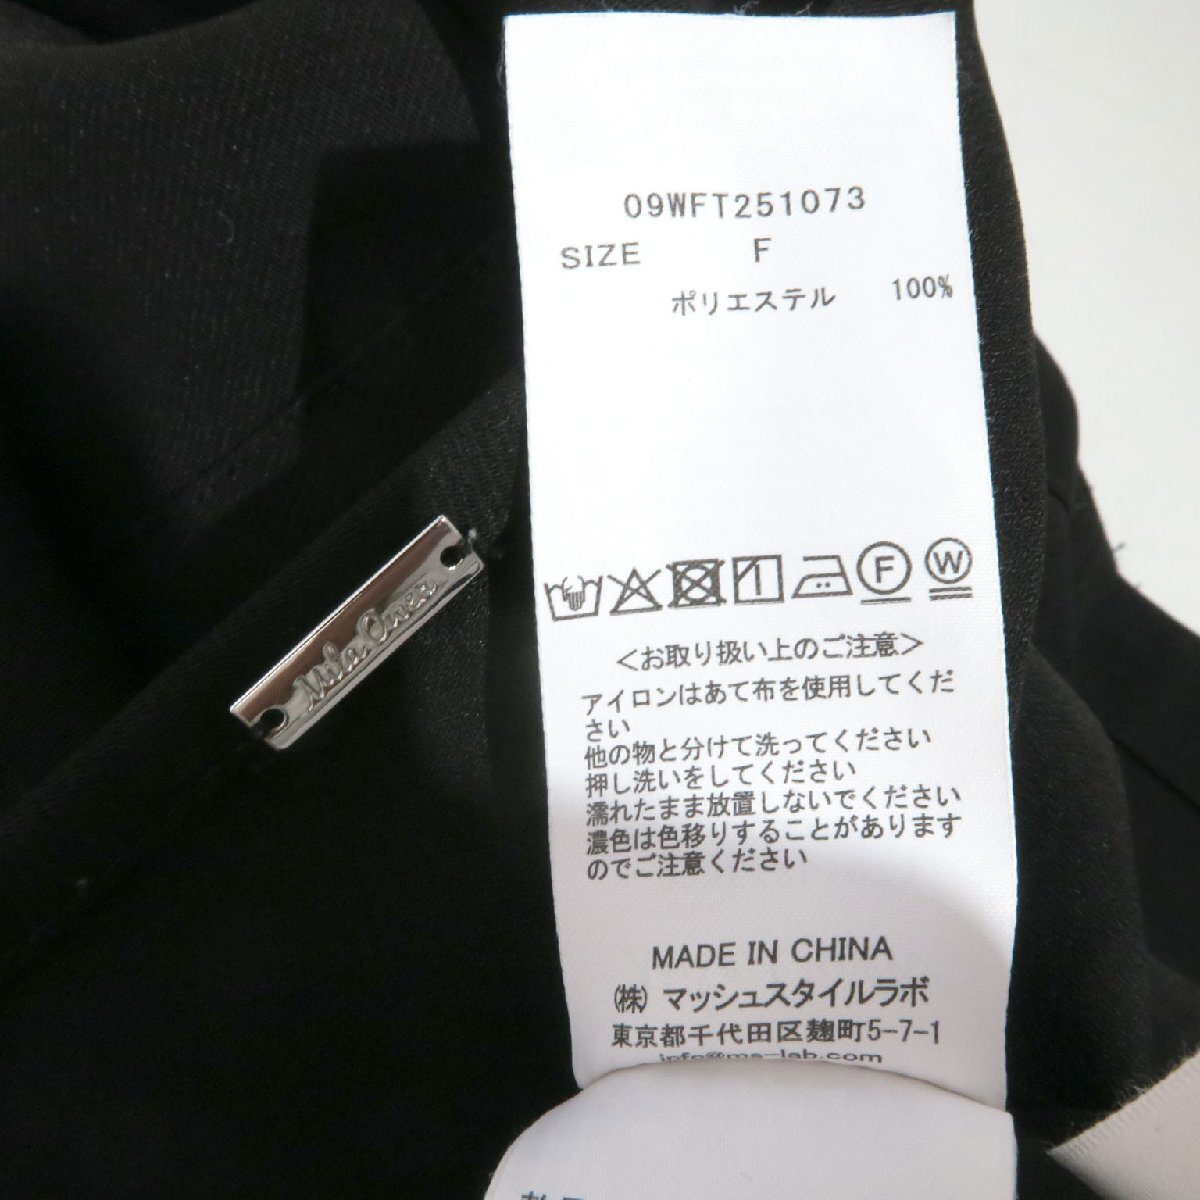 09WFT251073
SIZE F
ポリエステル 100%
F W
<お取り扱い上のご注意>
アイロンはあて布を使用してくだ
さい
他の物と分けて洗ってください
押し洗いをしてください
濡れたまま放置しないでください
濃色は色移りすることがあります
のでご注意ください
MADE IN CHINA
(株) マッシュスタイルラボ
東京都千代田区麹町5-7-1
info@ms-lab.com
Mila Owen